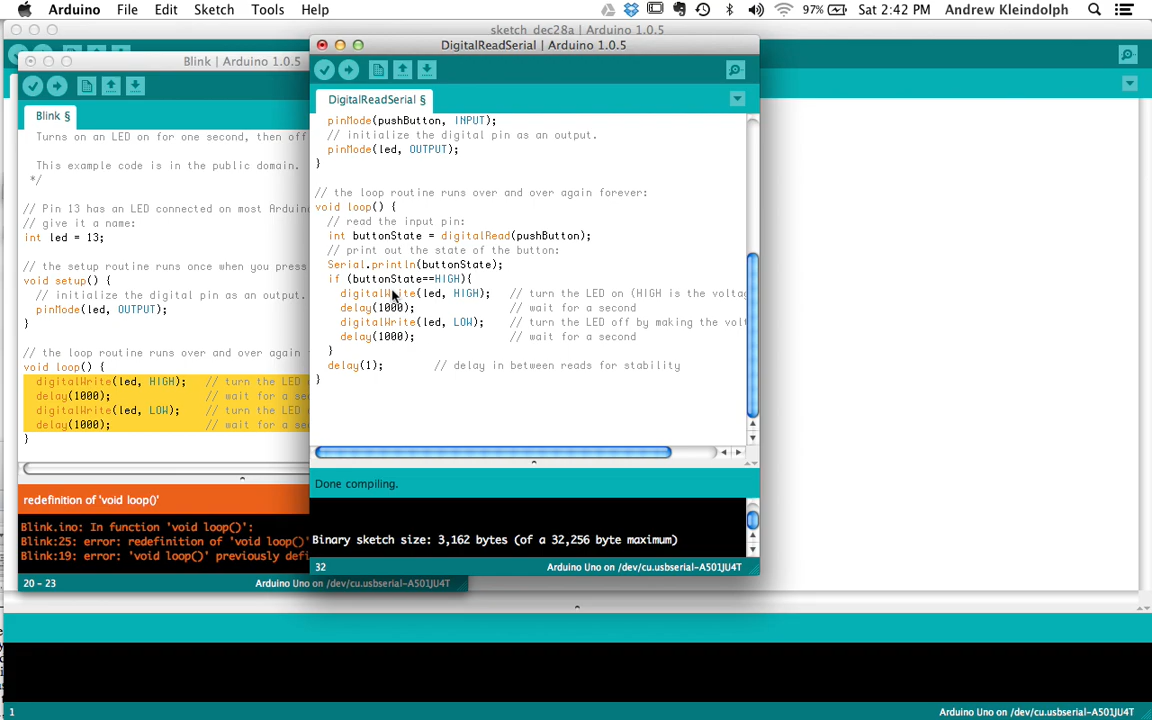 Arduino File Edit Sketch Tools Help 97% Sat 2:42 PM Andrew Kleindolph
sketch_dec28a | Arduino 1.0.5
Blink | Arduino 1.0.5
Blink §
Turns on an LED on for one second, then off
This example code is in the public domain.
*/
// Pin 13 has an LED connected on most Arduin
// give it a name:
int led = 13;
// the setup routine runs once when you press
void setup() {
// initialize the digital pin as an output.
pinMode(led, OUTPUT);
}
// the loop routine runs over and over again
void loop() {
digitalWrite(led, HIGH);   // turn the LED
delay(1000);               // wait for a se
digitalWrite(led, LOW);    // turn the LED
delay(1000);               // wait for a se
}
redefinition of 'void loop()'
Blink.ino: In function 'void loop()':
Blink:25: error: redefinition of 'void loop()'
Blink:19: error: 'void loop()' previously defi
20 – 23 Arduino Uno on /dev/cu.usbserial-A501JU4T
DigitalReadSerial | Arduino 1.0.5
DigitalReadSerial §
pinMode(pushButton, INPUT);
// initialize the digital pin as an output.
pinMode(led, OUTPUT);
}
// the loop routine runs over and over again forever:
void loop() {
// read the input pin:
int buttonState = digitalRead(pushButton);
// print out the state of the button:
Serial.println(buttonState);
if (buttonState==HIGH){
digitalWrite(led, HIGH);   // turn the LED on (HIGH is the voltag
delay(1000);               // wait for a second
digitalWrite(led, LOW);    // turn the LED off by making the volt
delay(1000);               // wait for a second
}
delay(1);        // delay in between reads for stability
}
Done compiling.
Binary sketch size: 3,162 bytes (of a 32,256 byte maximum)
32 Arduino Uno on /dev/cu.usbserial-A501JU4T
1 Arduino Uno on /dev/cu.usbserial-A501JU4T